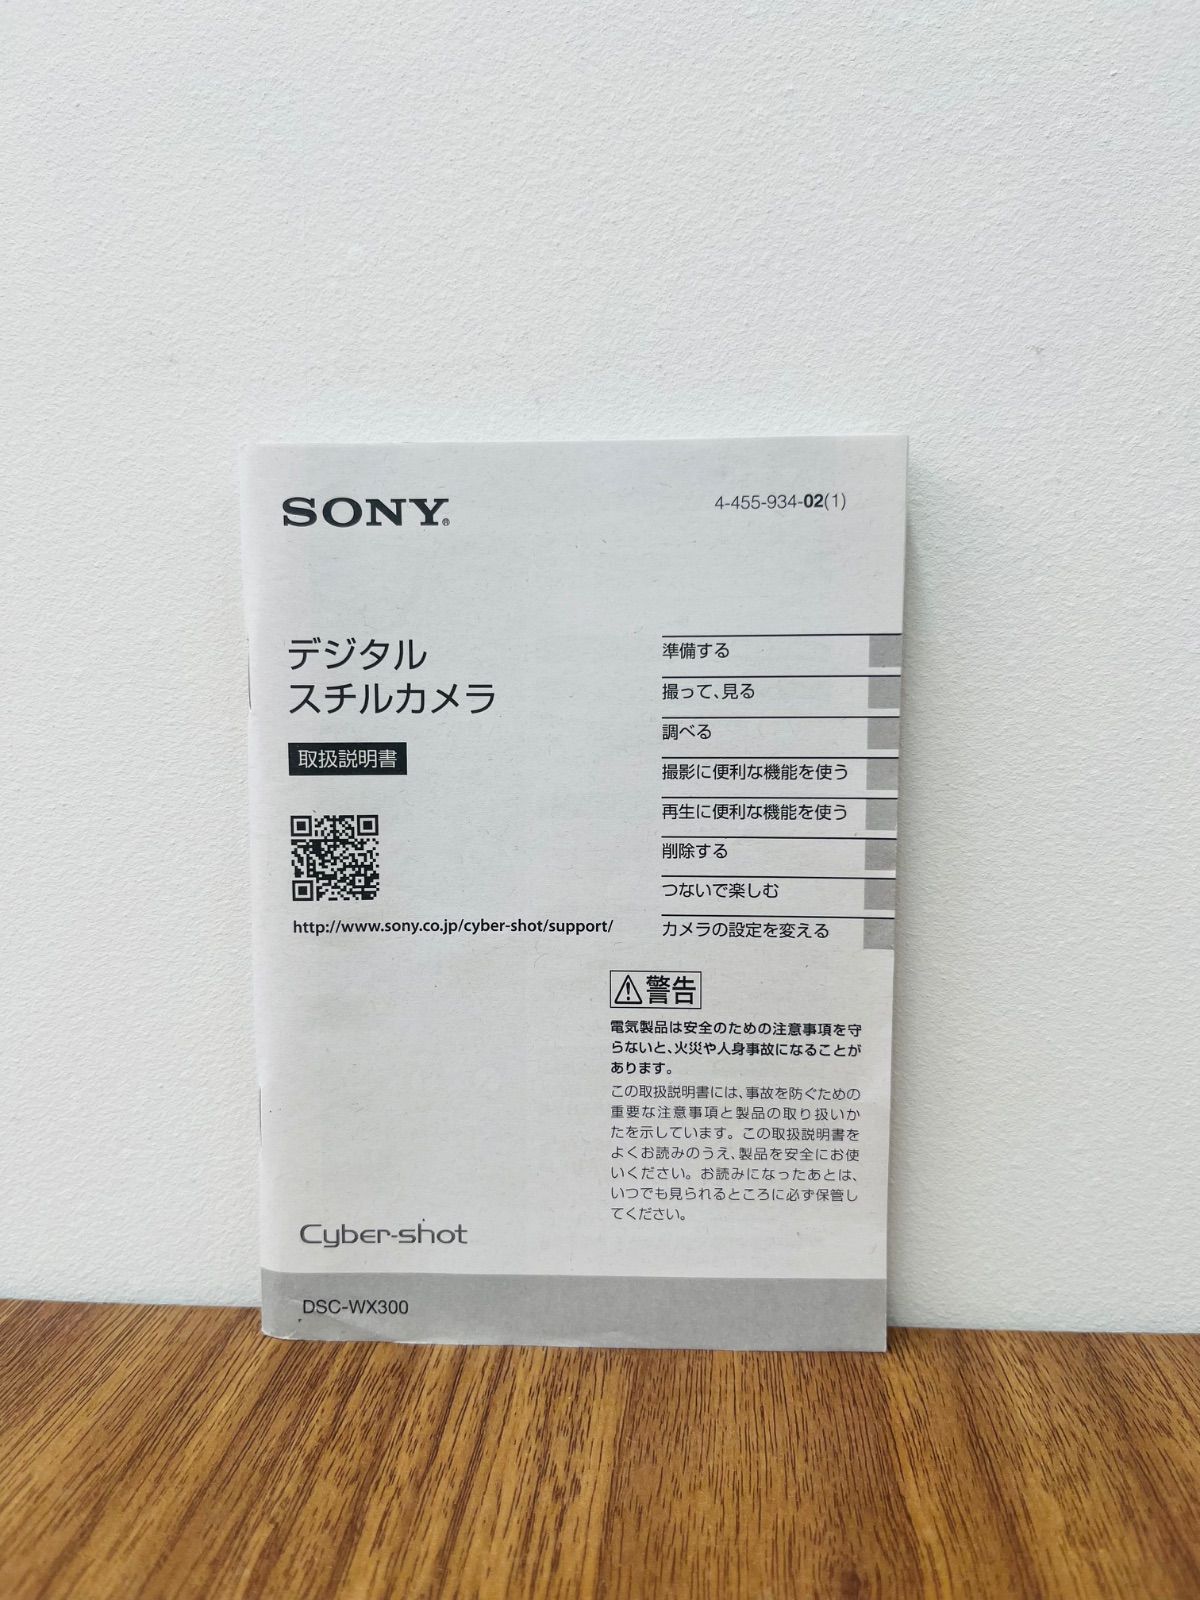 SONY®
4-455-934-02(1)
デジタル
スチルカメラ
取扱説明書
http://www.sony.co.jp/cyber-shot/support/
準備する
撮って、見る
調べる
撮影に便利な機能を使う
再生に便利な機能を使う
削除する
つないで楽しむ
カメラの設定を変える
警告
電気製品は安全のための注意事項を守
らないと、火災や人身事故になることが
あります。
この取扱説明書には、事故を防ぐための
重要な注意事項と製品の取り扱いか
たを示しています。この取扱説明書を
よくお読みのうえ、製品を安全にお使
いください。お読みになったあとは、
いつでも見られるところに必ず保管し
てください。
Cyber-shot
DSC-WX300